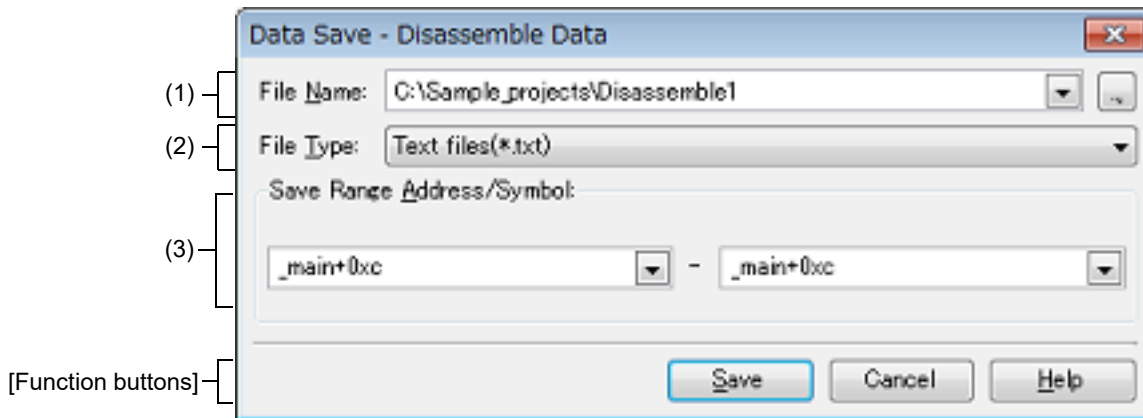 Data Save - Disassemble Data
(1) File Name: C:\Sample_projects\Disassemble1 ...
(2) File Type: Text files(*.txt)
Save Range Address/Symbol:
(3) _main+0xc - _main+0xc
[Function buttons] Save Cancel Help